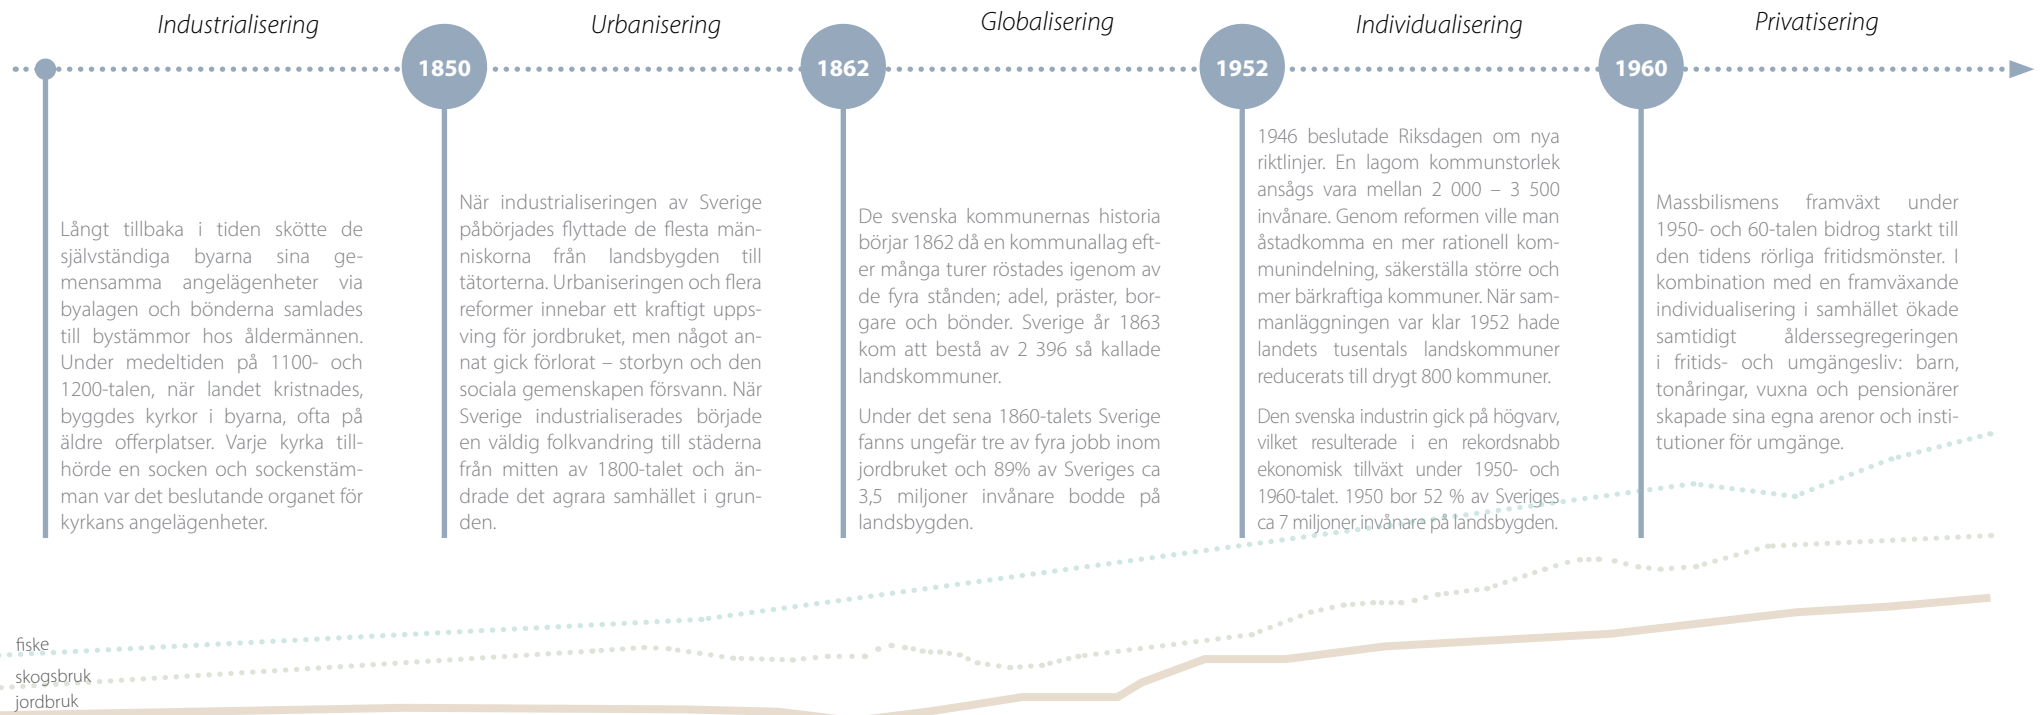 Industrialisering
Urbanisering
Globalisering
Individualisering
Privatisering
1850
1862
1952
1960
Långt tillbaka i tiden skötte de
självständiga byarna sina ge-
mensamma angelägenheter via
byalagen och bönderna samlades
till bystämmor hos åldermännen.
Under medeltiden på 1100- och
1200-talen, när landet kristnades,
byggdes kyrkor i byarna, ofta på
äldre offerplatser. Varje kyrka till-
hörde en socken och sockenstäm-
man var det beslutande organet för
kyrkans angelägenheter.
När industrialiseringen av Sverige
påbörjades flyttade de flesta män-
niskorna från landsbygden till
tätorterna. Urbaniseringen och flera
reformer innebar ett kraftigt upps-
ving för jordbruket, men något an-
nat gick förlorat – storbyn och den
sociala gemenskapen försvann. När
Sverige industrialiserades började
en väldig folkvandring till städerna
från mitten av 1800-talet och än-
drade det agrara samhället i grun-
den.
De svenska kommunernas historia
börjar 1862 då en kommunallag eft-
er många turer röstades igenom av
de fyra stånden; adel, präster, bor-
gare och bönder. Sverige år 1863
kom att bestå av 2 396 så kallade
landskommuner.
Under det sena 1860-talets Sverige
fanns ungefär tre av fyra jobb inom
jordbruket och 89% av Sveriges ca
3,5 miljoner invånare bodde på
landsbygden.
1946 beslutade Riksdagen om nya
riktlinjer. En lagom kommunstorlek
ansågs vara mellan 2 000 – 3 500
invånare. Genom reformen ville man
åstadkomma en mer rationell kom-
munindelning, säkerställa större och
mer bärkraftiga kommuner. När sam-
manläggningen var klar 1952 hade
landets tusentals landskommuner
reducerats till drygt 800 kommuner.
Den svenska industrin gick på högvarv,
vilket resulterade i en rekordsnabb
ekonomisk tillväxt under 1950- och
1960-talet. 1950 bor 52 % av Sveriges
ca 7 miljoner invånare på landsbygden.
Massbilismens framväxt under
1950- och 60-talen bidrog starkt till
den tidens rörliga fritidsmönster. I
kombination med en framväxande
individualisering i samhället ökade
samtidigt ålderssegregeringen
i fritids- och umgängesliv: barn,
tonåringar, vuxna och pensionärer
skapade sina egna arenor och insti-
tutioner för umgänge.
fiske
skogsbruk
jordbruk